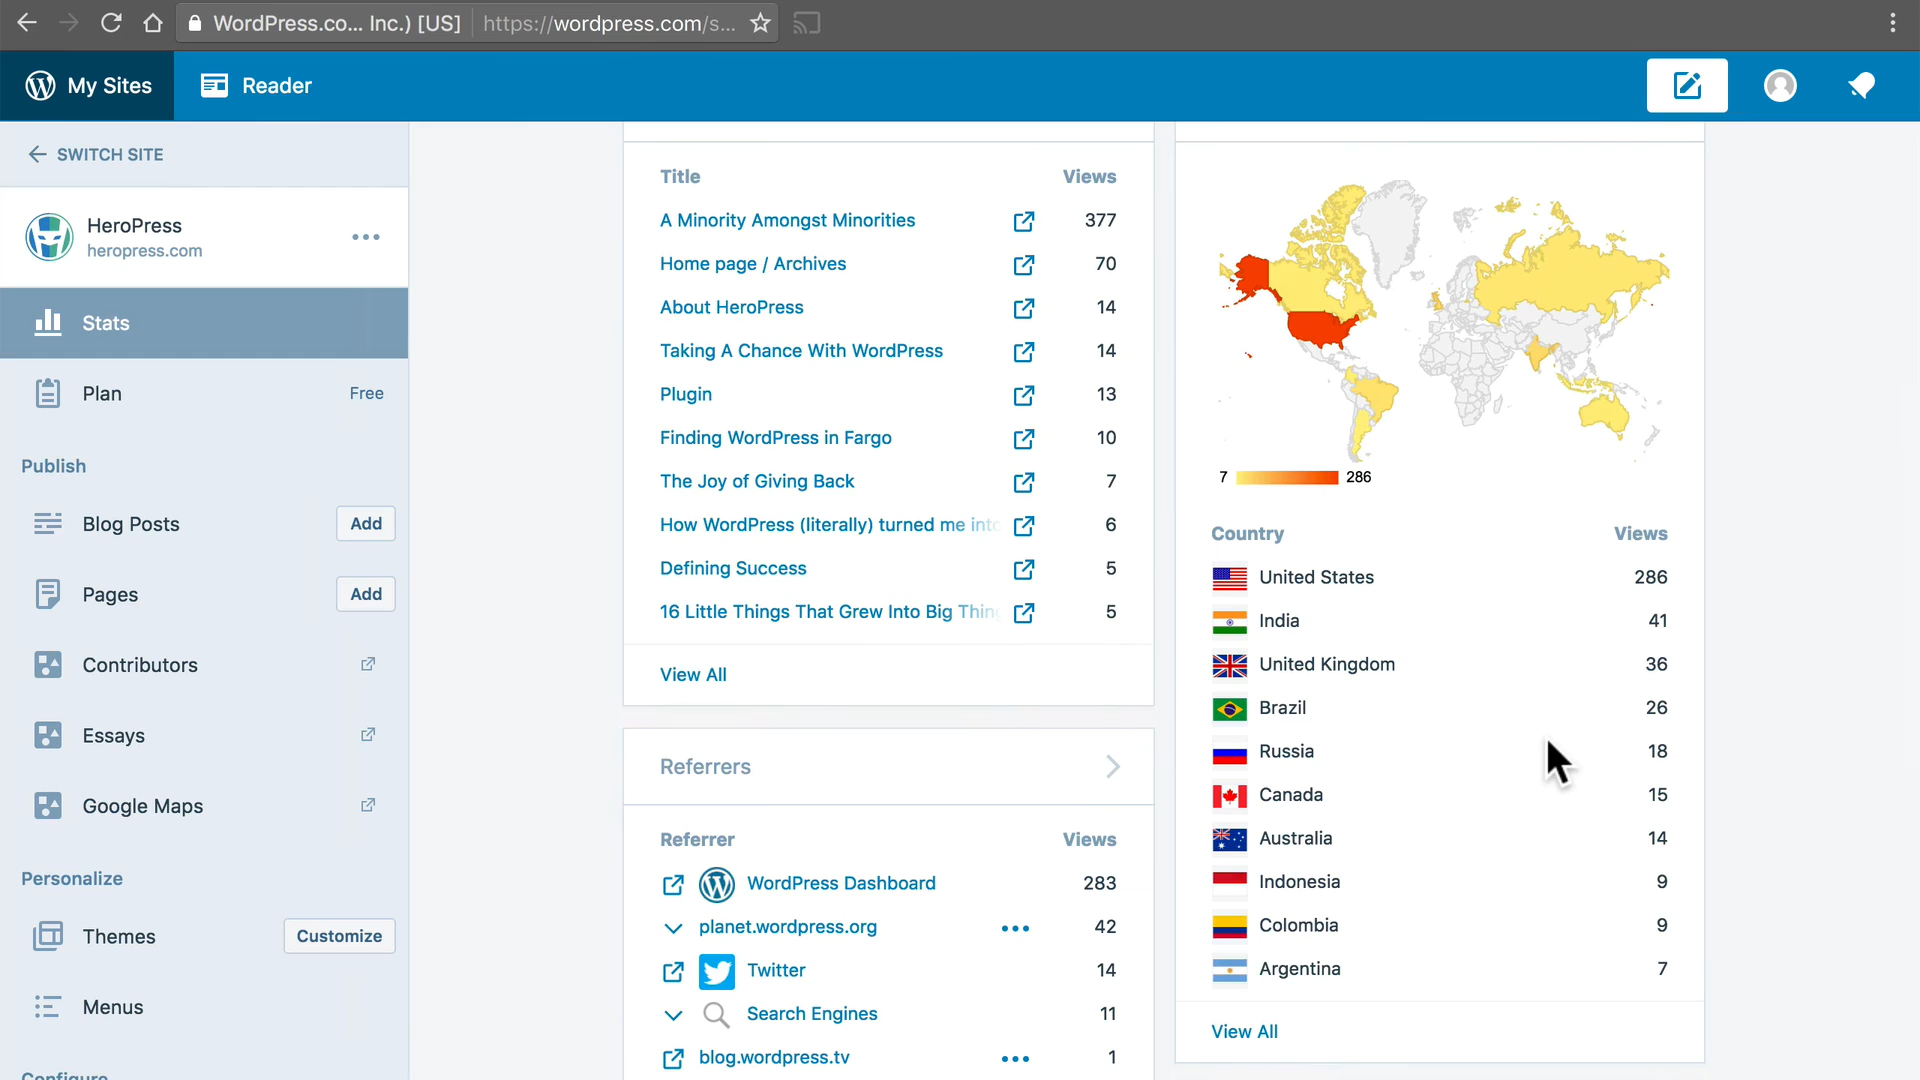 WordPress.co... Inc.) [US] https://wordpress.com/s...
My Sites Reader
SWITCH SITE
HeroPress
heropress.com
Stats
Plan Free
Publish
Blog Posts Add
Pages Add
Contributors
Essays
Google Maps
Personalize
Themes Customize
Menus
Configure
Title Views
A Minority Amongst Minorities 377
Home page / Archives 70
About HeroPress 14
Taking A Chance With WordPress 14
Plugin 13
Finding WordPress in Fargo 10
The Joy of Giving Back 7
How WordPress (literally) turned me into 6
Defining Success 5
16 Little Things That Grew Into Big Thin 5
View All
Referrers
Referrer Views
WordPress Dashboard 283
planet.wordpress.org 42
Twitter 14
Search Engines 11
blog.wordpress.tv 1
7 286
Country Views
United States 286
India 41
United Kingdom 36
Brazil 26
Russia 18
Canada 15
Australia 14
Indonesia 9
Colombia 9
Argentina 7
View All